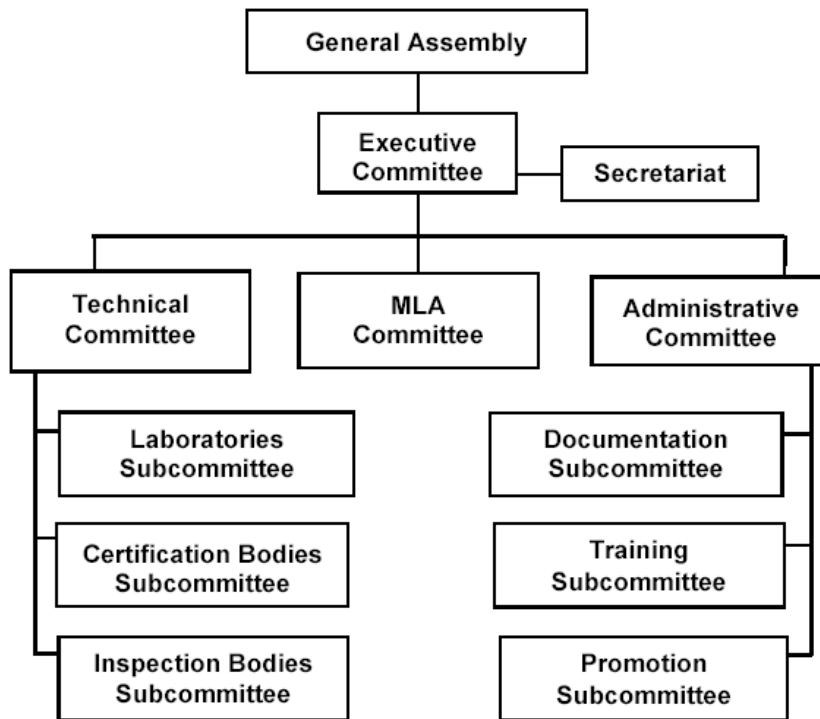 General Assembly
Executive
Committee
Secretariat
Technical
Committee
MLA
Committee
Administrative
Committee
Laboratories
Subcommittee
Documentation
Subcommittee
Certification Bodies
Subcommittee
Training
Subcommittee
Inspection Bodies
Subcommittee
Promotion
Subcommittee